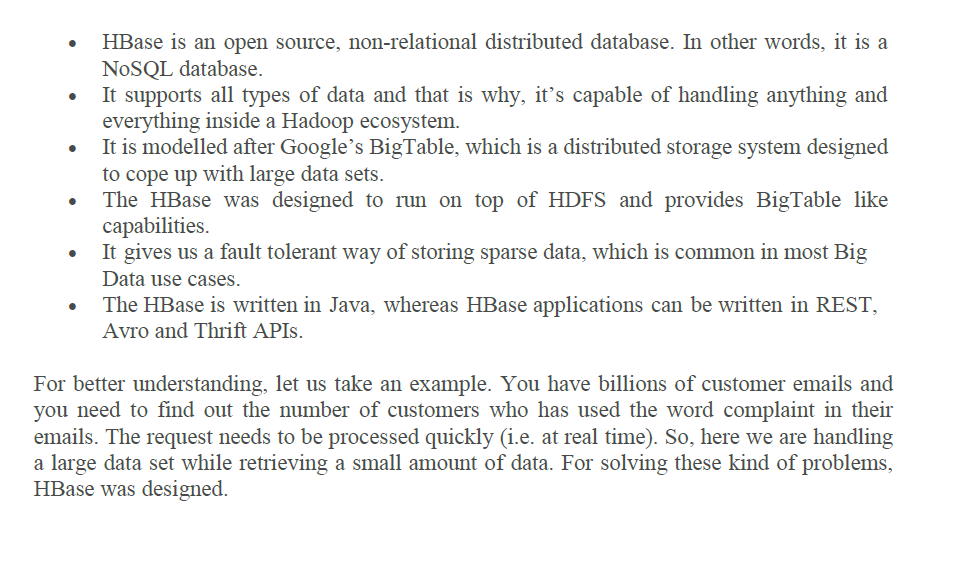 • HBase is an open source, non-relational distributed database. In other words, it is a
NoSQL database.
• It supports all types of data and that is why, it’s capable of handling anything and
everything inside a Hadoop ecosystem.
• It is modelled after Google’s BigTable, which is a distributed storage system designed
to cope up with large data sets.
• The HBase was designed to run on top of HDFS and provides BigTable like
capabilities.
• It gives us a fault tolerant way of storing sparse data, which is common in most Big
Data use cases.
• The HBase is written in Java, whereas HBase applications can be written in REST,
Avro and Thrift APIs.
For better understanding, let us take an example. You have billions of customer emails and
you need to find out the number of customers who has used the word complaint in their
emails. The request needs to be processed quickly (i.e. at real time). So, here we are handling
a large data set while retrieving a small amount of data. For solving these kind of problems,
HBase was designed.